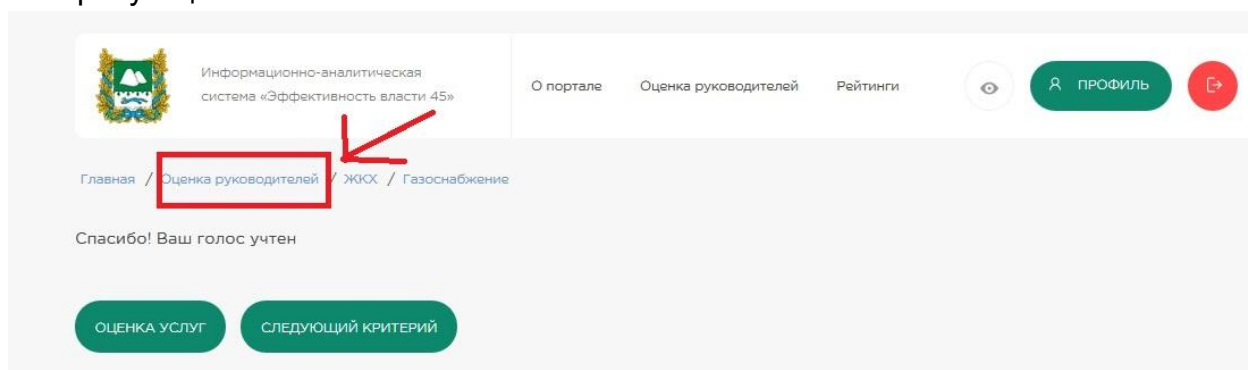 Информационно-аналитическая
система «Эффективность власти 45»
О портале Оценка руководителей Рейтинги ПРОФИЛЬ
Главная / Оценка руководителей / ЖКХ / Газоснабжение
Спасибо! Ваш голос учтен
ОЦЕНКА УСЛУГ СЛЕДУЮЩИЙ КРИТЕРИЙ